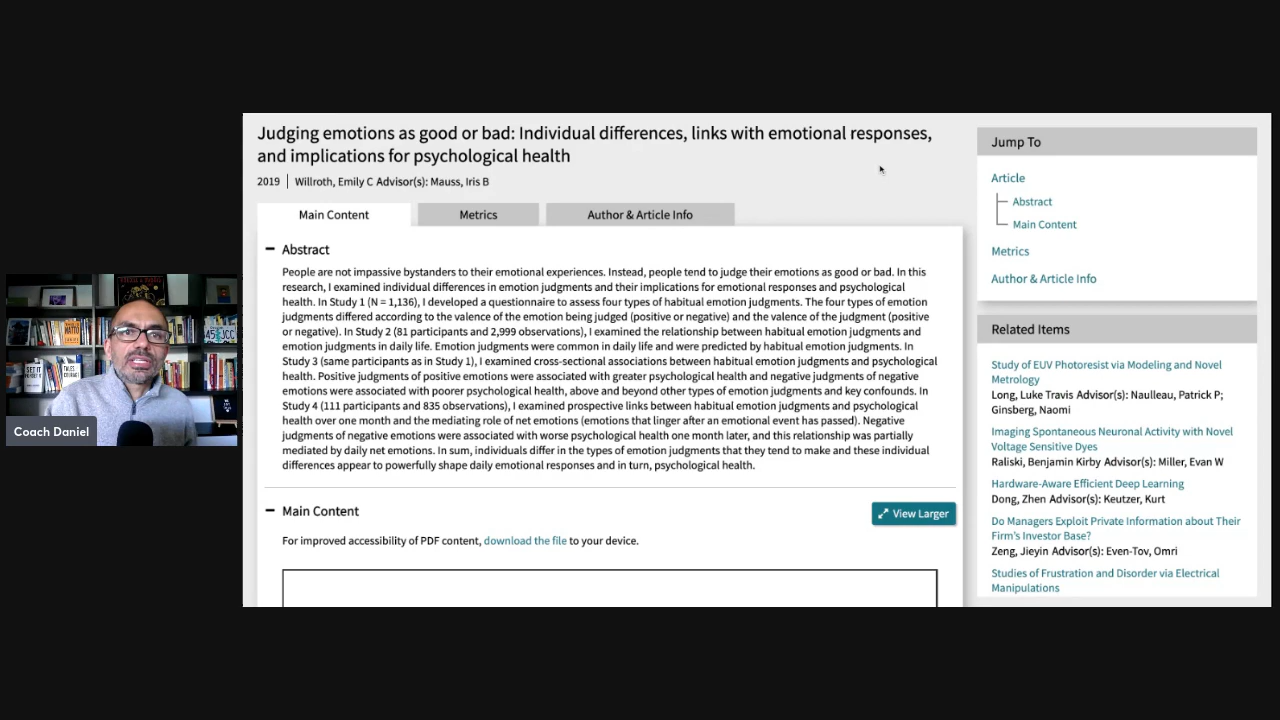 Judging emotions as good or bad: Individual differences, links with emotional responses,
and implications for psychological health
2019 | Willroth, Emily C Advisor(s): Mauss, Iris B
Main Content
Metrics
Author & Article Info
Abstract
People are not impassive bystanders to their emotional experiences. Instead, people tend to judge their emotions as good or bad. In this
research, I examined individual differences in emotion judgments and their implications for emotional responses and psychological
health. In Study 1 (N = 1,136), I developed a questionnaire to assess four types of habitual emotion judgments. The four types of emotion
judgments differed according to the valence of the emotion being judged (positive or negative) and the valence of the judgment (positive
or negative). In Study 2 (81 participants and 2,999 observations), I examined the relationship between habitual emotion judgments and
emotion judgments in daily life. Emotion judgments were common in daily life and were predicted by habitual emotion judgments. In
Study 3 (same participants as in Study 1), I examined cross-sectional associations between habitual emotion judgments and psychological
health. Positive judgments of positive emotions were associated with greater psychological health and negative judgments of negative
emotions were associated with poorer psychological health, above and beyond other types of emotion judgments and key confounds. In
Study 4 (111 participants and 835 observations), I examined prospective links between habitual emotion judgments and psychological
health over one month and the mediating role of net emotions (emotions that linger after an emotional event has passed). Negative
judgments of negative emotions were associated with worse psychological health one month later, and this relationship was partially
mediated by daily net emotions. In sum, individuals differ in the types of emotion judgments that they tend to make and these individual
differences appear to powerfully shape daily emotional responses and in turn, psychological health.
Main Content
View Larger
For improved accessibility of PDF content, download the file to your device.
Jump To
Article
Abstract
Main Content
Metrics
Author & Article Info
Related Items
Study of EUV Photoresist via Modeling and Novel
Metrology
Long, Luke Travis Advisor(s): Naulleau, Patrick P;
Ginsberg, Naomi
Imaging Spontaneous Neuronal Activity with Novel
Voltage Sensitive Dyes
Raliski, Benjamin Kirby Advisor(s): Miller, Evan W
Hardware-Aware Efficient Deep Learning
Dong, Zhen Advisor(s): Keutzer, Kurt
Do Managers Exploit Private Information about Their
Firm's Investor Base?
Zeng, Jieyin Advisor(s): Even-Tov, Omri
Studies of Frustration and Disorder via Electrical
Manipulations
Coach Daniel